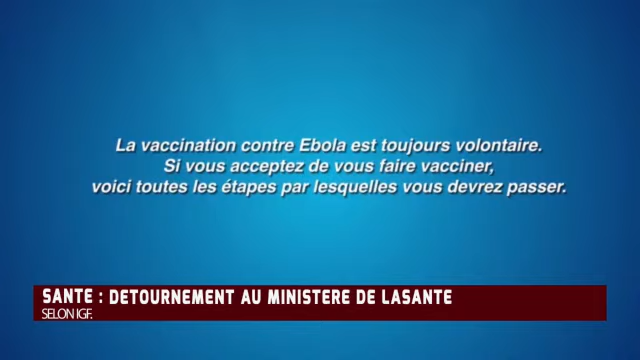 La vaccination contre Ebola est toujours volontaire.
Si vous acceptez de vous faire vacciner,
voici toutes les étapes par lesquelles vous devrez passer.
SANTE : DETOURNEMENT AU MINISTERE DE LASANTE
SELON IGF.